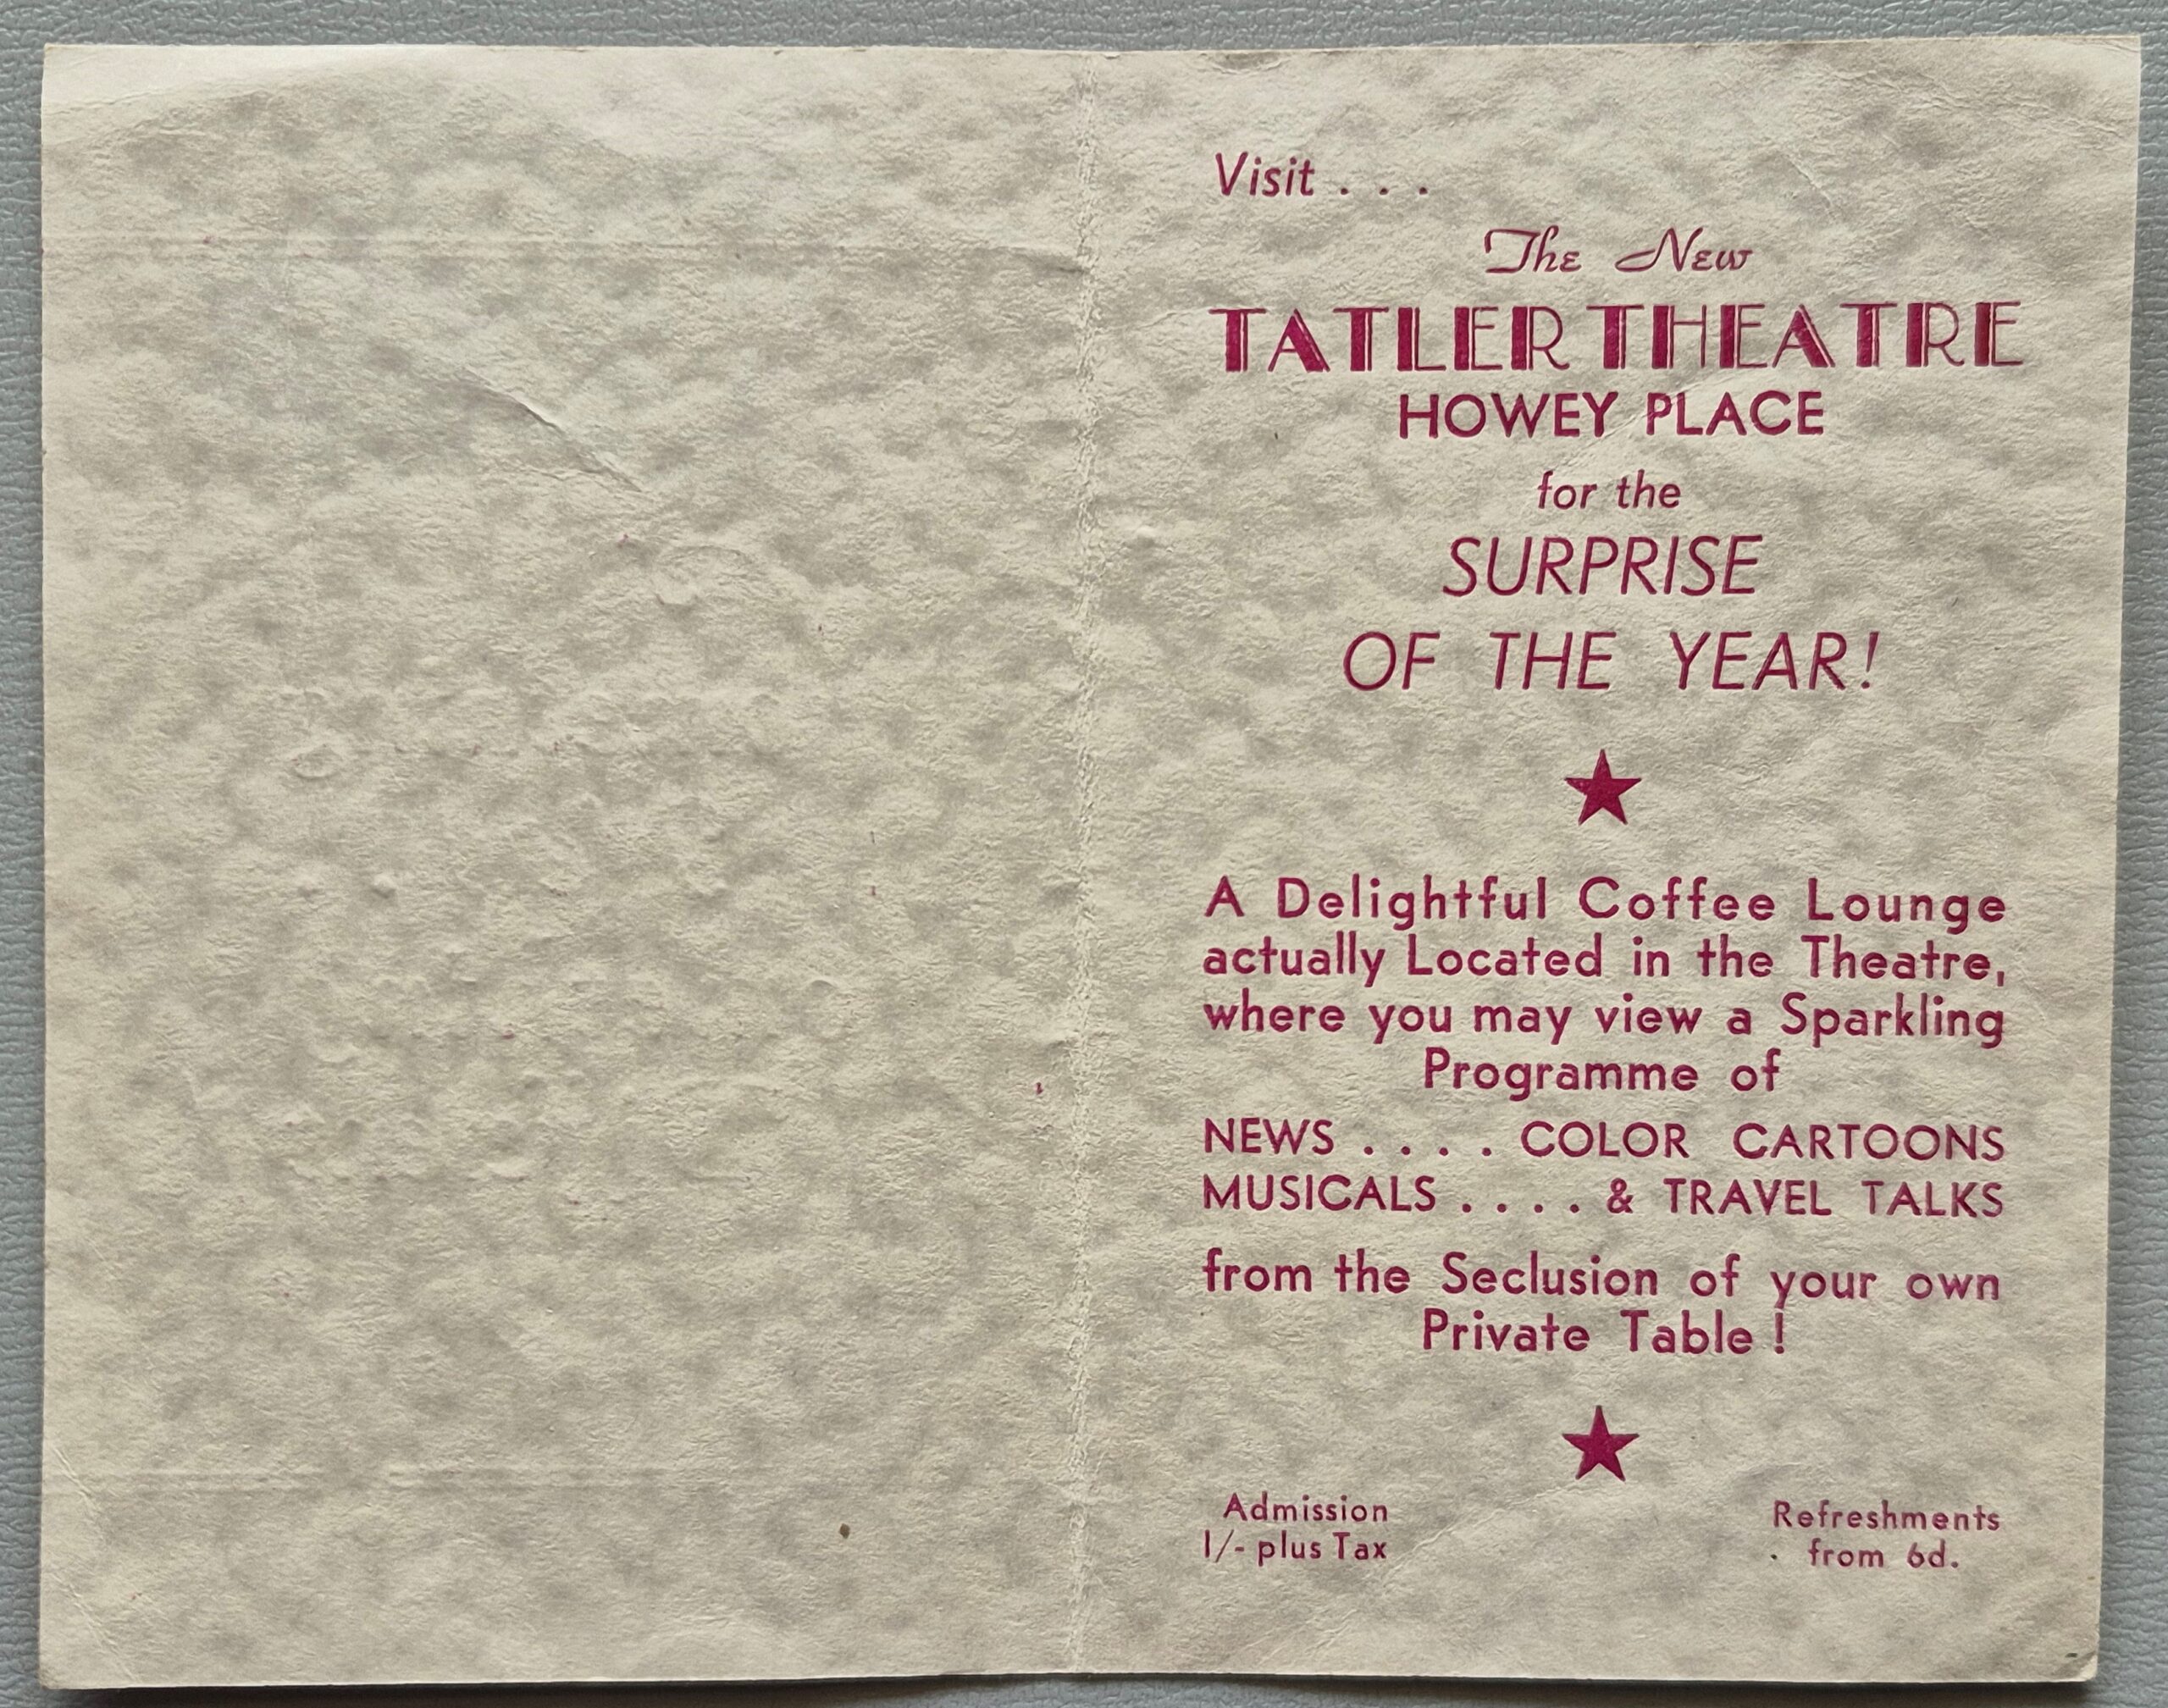 Visit . . .
The New
TATLER THEATRE
HOWEY PLACE
for the
SURPRISE
OF THE YEAR!
A Delightful Coffee Lounge
actually Located in the Theatre,
where you may view a Sparkling
Programme of
NEWS . . . . COLOR CARTOONS
MUSICALS . . . . & TRAVEL TALKS
from the Seclusion of your own
Private Table !
Admission
1/- plus Tax
Refreshments
from 6d.